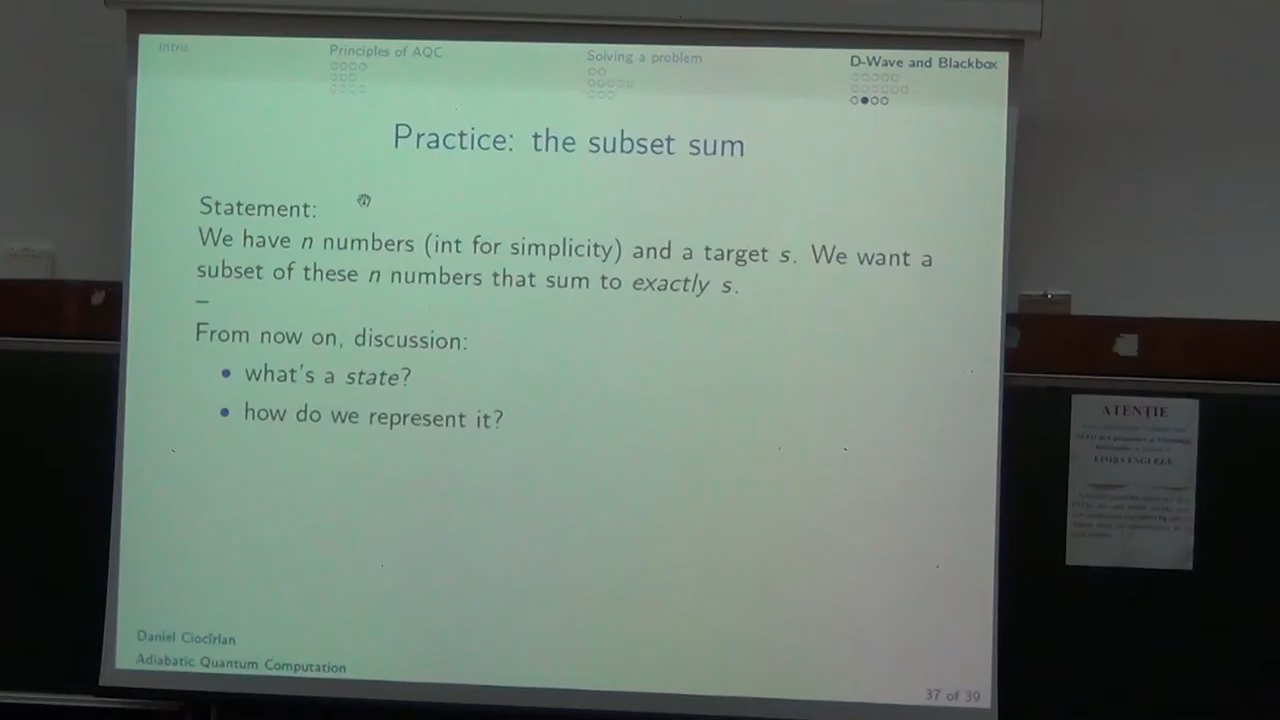 Intro
Principles of AQC
Solving a problem
D-Wave and Blackbox
Practice: the subset sum
Statement:
We have n numbers (int for simplicity) and a target s. We want a
subset of these n numbers that sum to exactly s.
–
From now on, discussion:
• what's a state?
• how do we represent it?
Daniel Ciocîrlan
Adiabatic Quantum Computation
37 of 39
ATENȚIE
LIMBA ENGLEZĂ